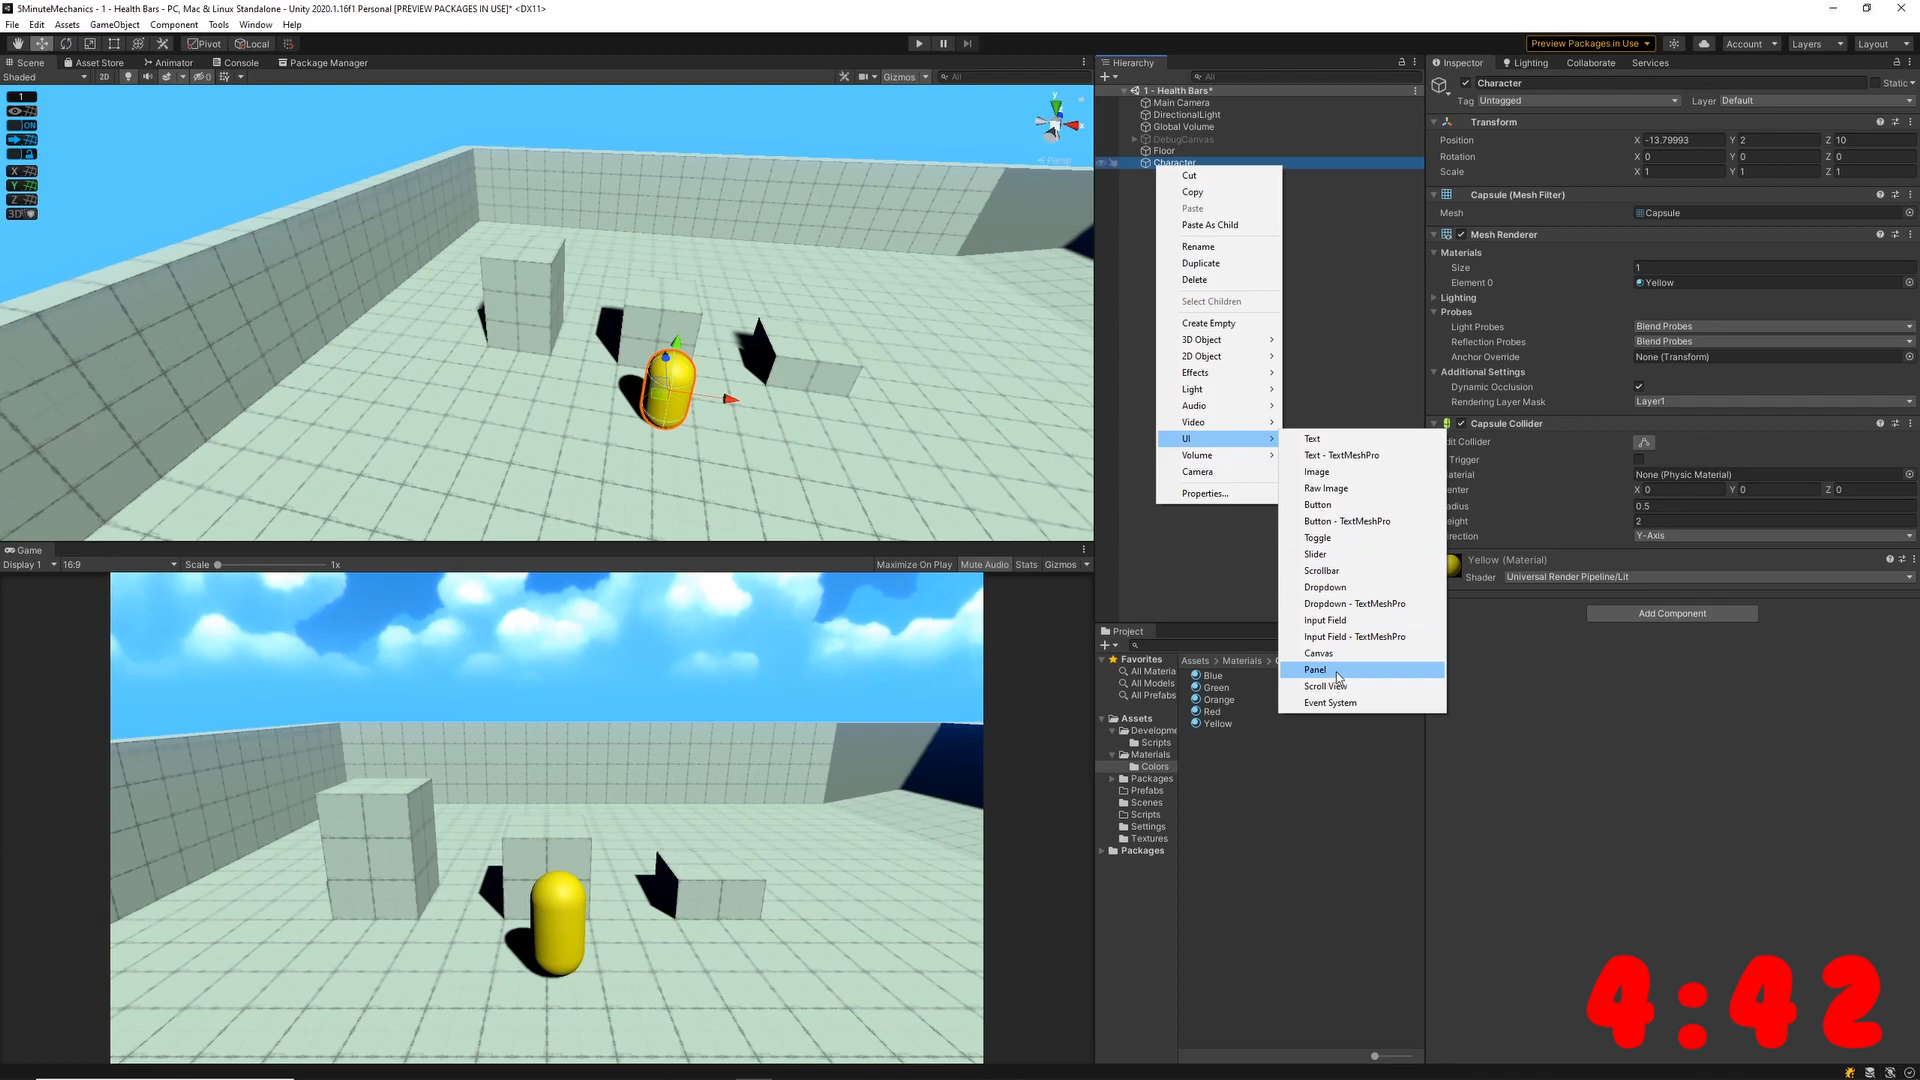 5MinuteMechanics - 1 - Health Bars - PC, Mac & Linux Standalone - Unity 2020.1.16f1 Personal [PREVIEW PACKAGES IN USE]* <DX11>
File Edit Assets GameObject Component Tools Window Help
Pivot Local Preview Packages in Use Account Layers Layout
Scene Asset Store Animator Console Package Manager
Shaded 2D 0 Gizmos All
1
ON
X
Y
Z
3D
y
x
Persp
Hierarchy
All
1 - Health Bars*
Main Camera
DirectionalLight
Global Volume
DebugCanvas
Floor
Character
Cut
Copy
Paste
Paste As Child
Rename
Duplicate
Delete
Select Children
Create Empty
3D Object
2D Object
Effects
Light
Audio
Video
UI
Volume
Camera
Properties...
Text
Text - TextMeshPro
Image
Raw Image
Button
Button - TextMeshPro
Toggle
Slider
Scrollbar
Dropdown
Dropdown - TextMeshPro
Input Field
Input Field - TextMeshPro
Canvas
Panel
Scroll View
Event System
Inspector Lighting Collaborate Services
Character Static
Tag Untagged Layer Default
Transform
Position X -13.79993 Y 2 Z 10
Rotation X 0 Y 0 Z 0
Scale X 1 Y 1 Z 1
Capsule (Mesh Filter)
Mesh Capsule
Mesh Renderer
Materials
Size 1
Element 0 Yellow
Lighting
Probes
Light Probes Blend Probes
Reflection Probes Blend Probes
Anchor Override None (Transform)
Additional Settings
Dynamic Occlusion
Rendering Layer Mask Layer1
Capsule Collider
dit Collider
Trigger
aterial None (Physic Material)
enter X 0 Y 0 Z 0
adius 0.5
eight 2
irection Y-Axis
Yellow (Material)
Shader Universal Render Pipeline/Lit
Add Component
Game
Display 1 16:9 Scale 1x Maximize On Play Mute Audio Stats Gizmos
Project
Favorites
All Materia
All Models
All Prefabs
Assets
Developme
Scripts
Materials
Colors
Packages
Prefabs
Scenes
Scripts
Settings
Textures
Packages
Assets > Materials > C
Blue
Green
Orange
Red
Yellow
4:42